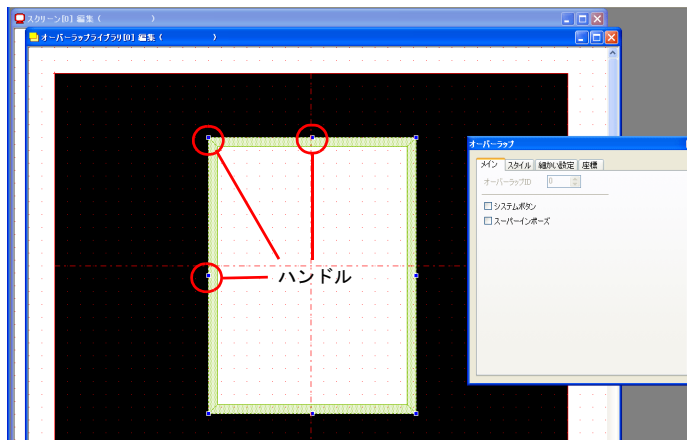 スクリーン[0] 編集 ( )
オーバーラップライブラリ[0] 編集 ( )
オーバーラップ
メイン スタイル 細かい設定 座標
オーバーラップID 0
システムボタン
スーパーインポーズ
ハンドル